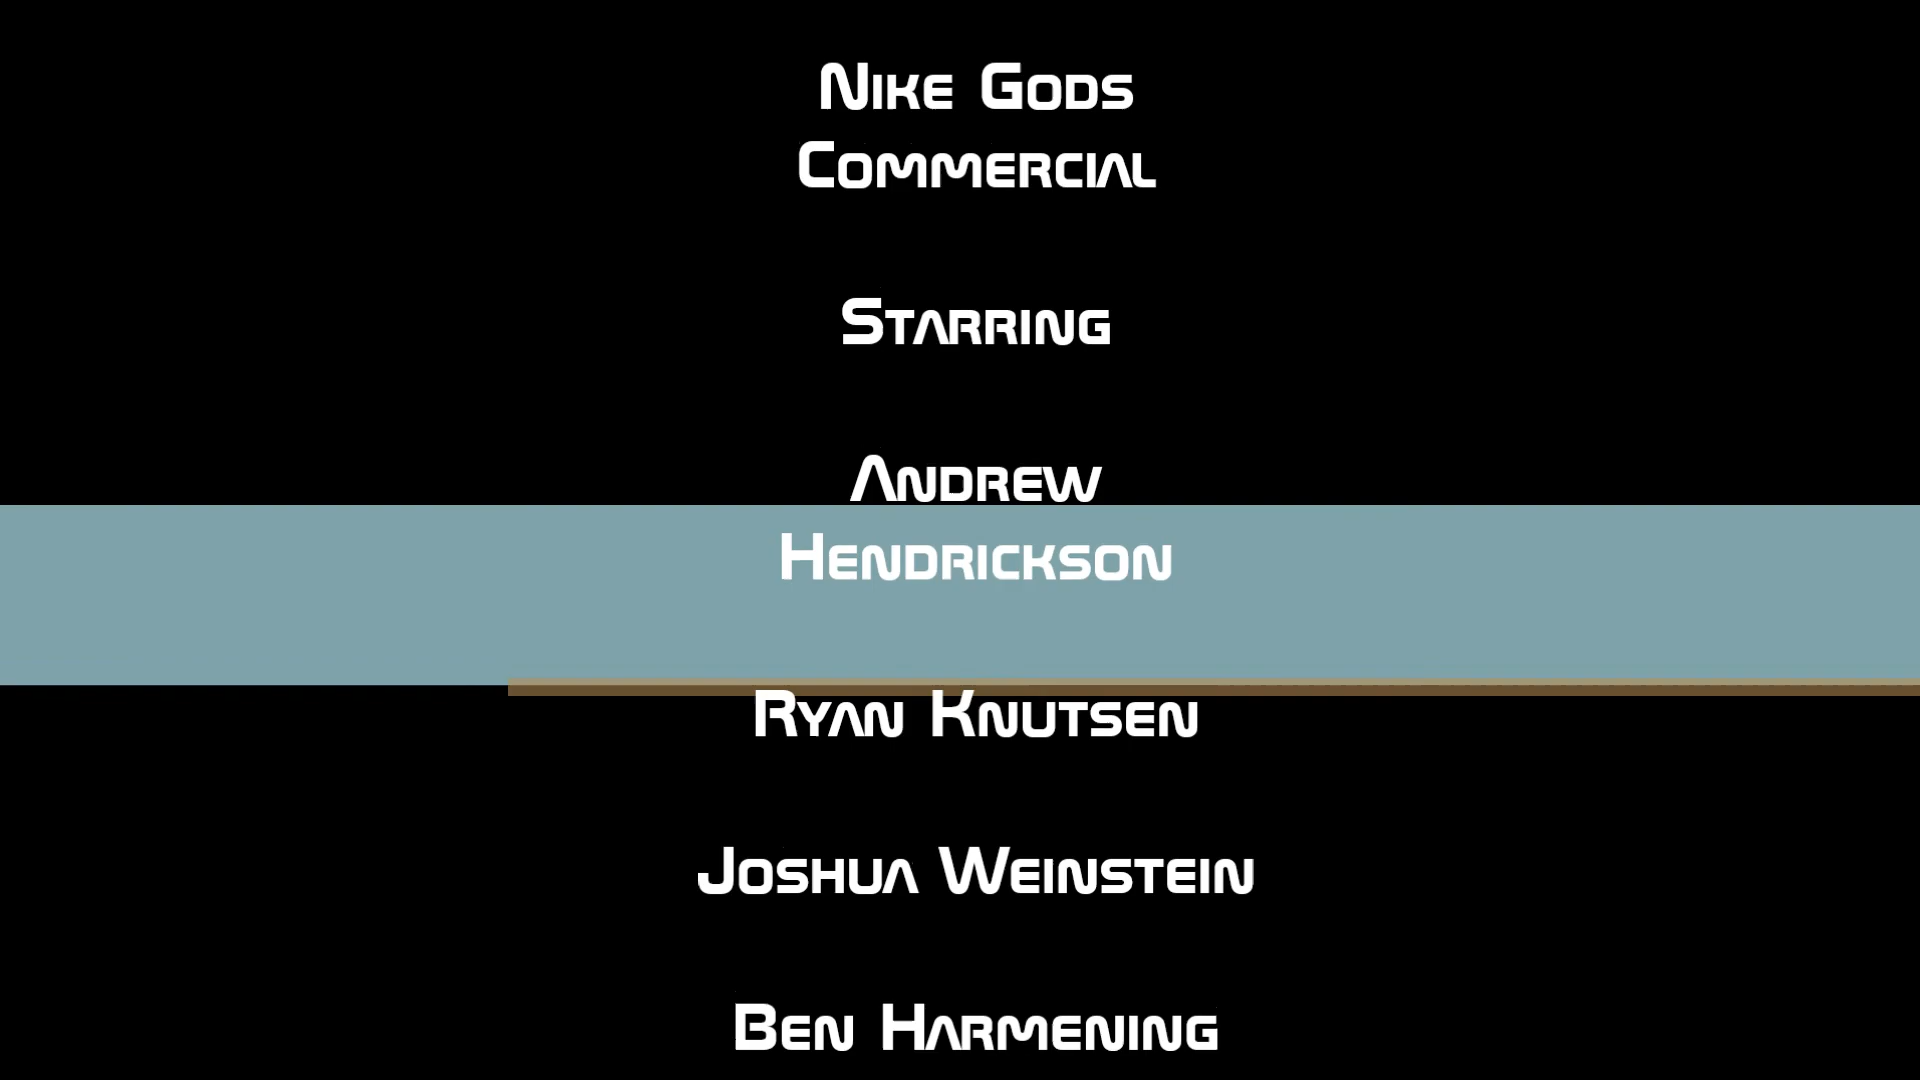 Nike Gods
Commercial
Starring
Andrew
Hendrickson
Ryan Knutsen
Joshua Weinstein
Ben Harmening